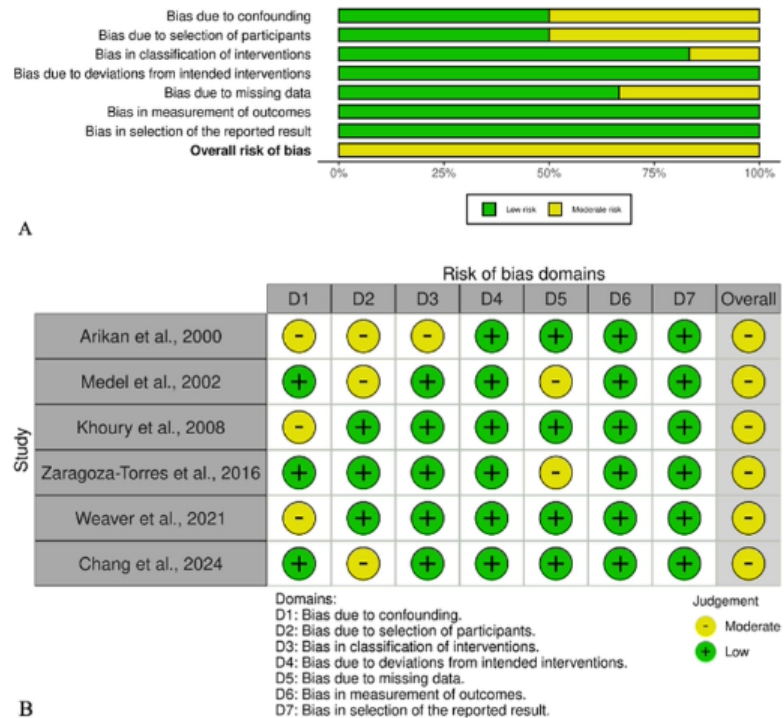 Bias due to confounding
Bias due to selection of participants
Bias in classification of interventions
Bias due to deviations from intended interventions
Bias due to missing data
Bias in measurement of outcomes
Bias in selection of the reported result
Overall risk of bias
0% 25% 50% 75% 100%
Low risk Moderate risk
A
Risk of bias domains
D1 D2 D3 D4 D5 D6 D7 Overall
Study
Arikan et al., 2000 - - - + + + + -
Medel et al., 2002 + - + + - + + -
Khoury et al., 2008 - + + + + + + -
Zaragoza-Torres et al., 2016 + + + + - + + -
Weaver et al., 2021 - + + + + + + -
Chang et al., 2024 + - + + + + + -
Domains:
D1: Bias due to confounding.
D2: Bias due to selection of participants.
D3: Bias in classification of interventions.
D4: Bias due to deviations from intended interventions.
D5: Bias due to missing data.
D6: Bias in measurement of outcomes.
D7: Bias in selection of the reported result.
Judgement
- Moderate
+ Low
B